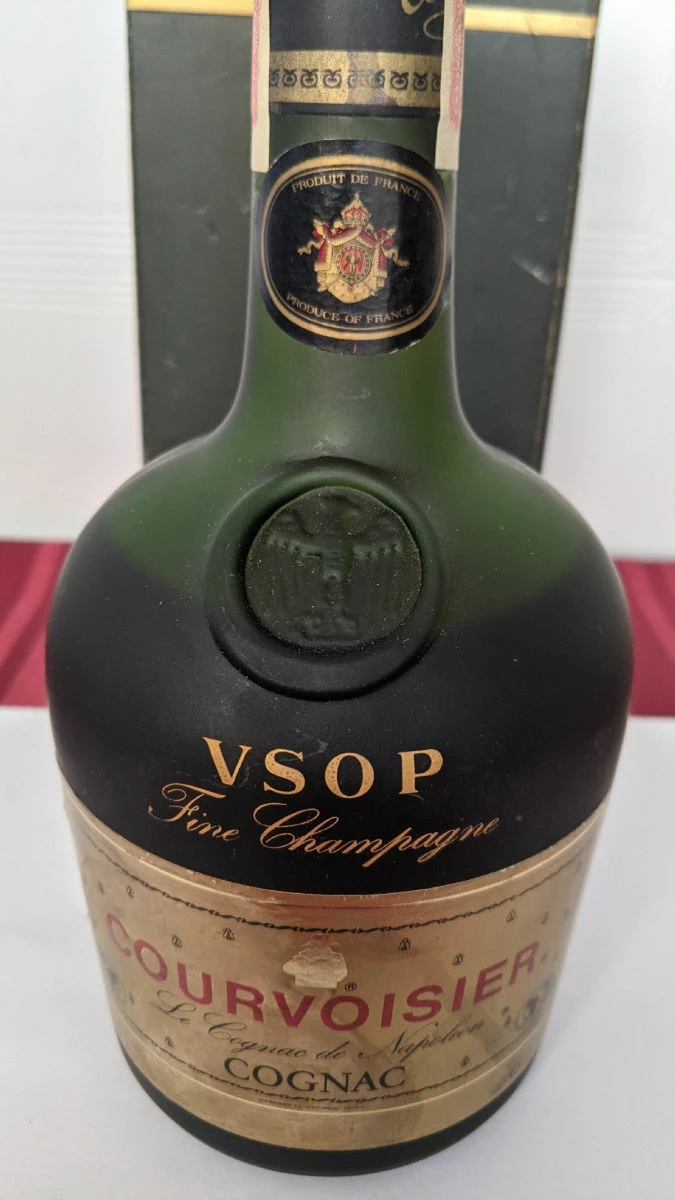 PRODUIT DE FRANCE
PRODUCE OF FRANCE
VSOP
Fine Champagne
COURVOISIER®
Le Cognac de Napoléon
COGNAC